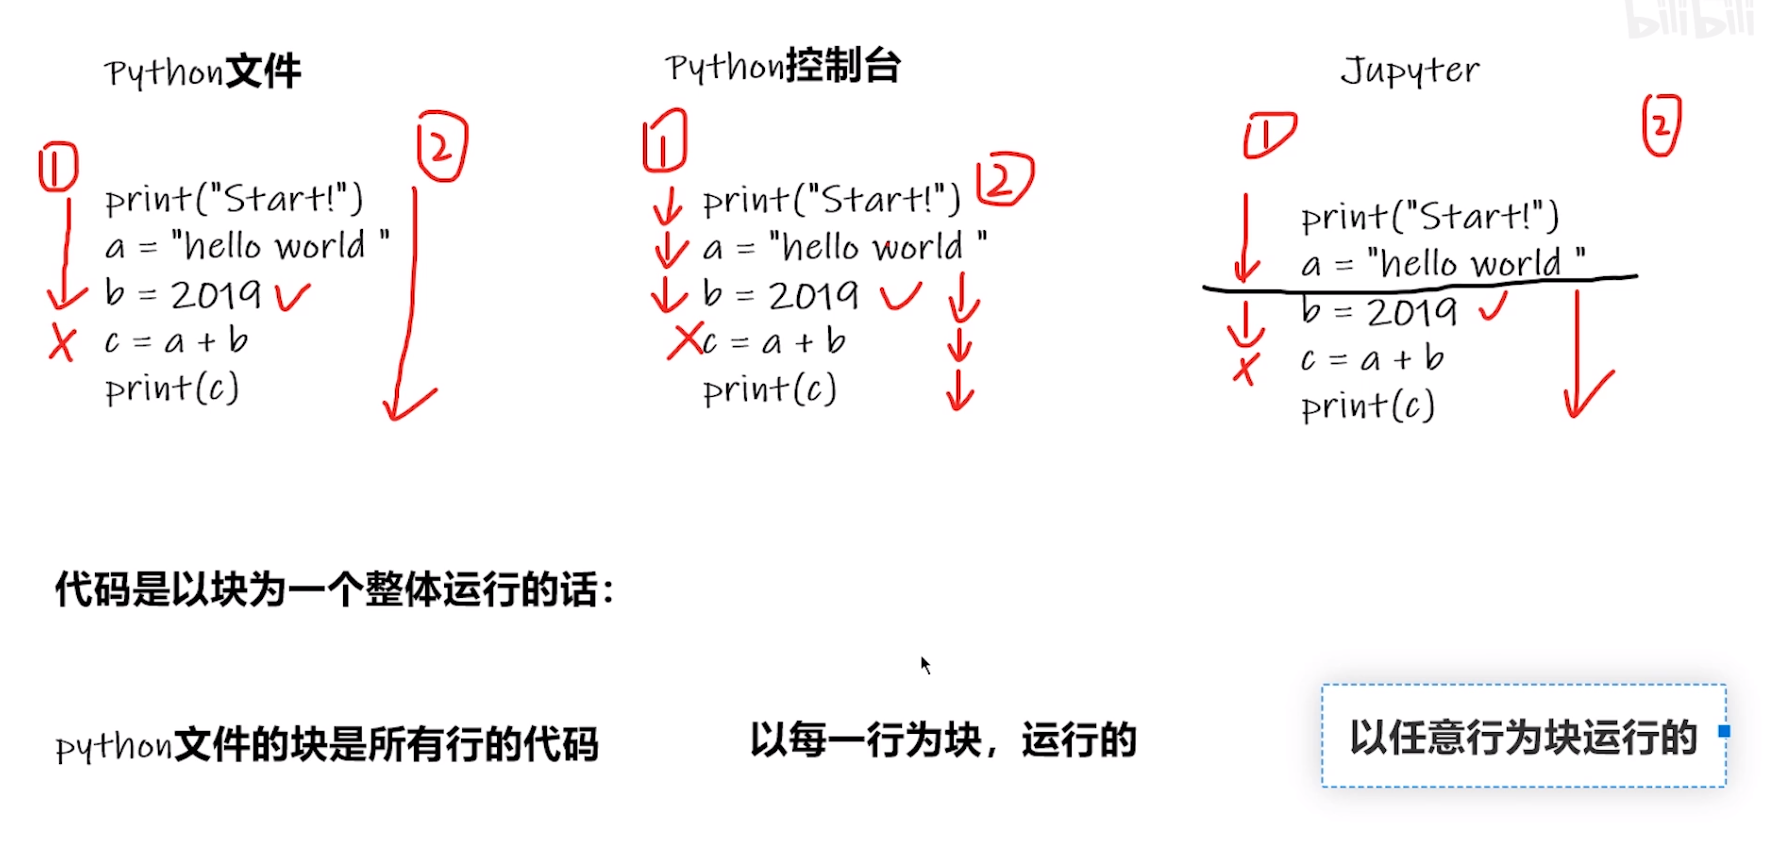 bilibili
Python文件
Python控制台
Jupyter
1
2
print("Start!")
a = "hello world "
b = 2019
c = a + b
print(c)
1
2
print("Start!")
a = "hello world "
b = 2019
c = a + b
print(c)
1
2
print("Start!")
a = "hello world "
b = 2019
c = a + b
print(c)
代码是以块为一个整体运行的话：
python文件的块是所有行的代码
以每一行为块，运行的
以任意行为块运行的